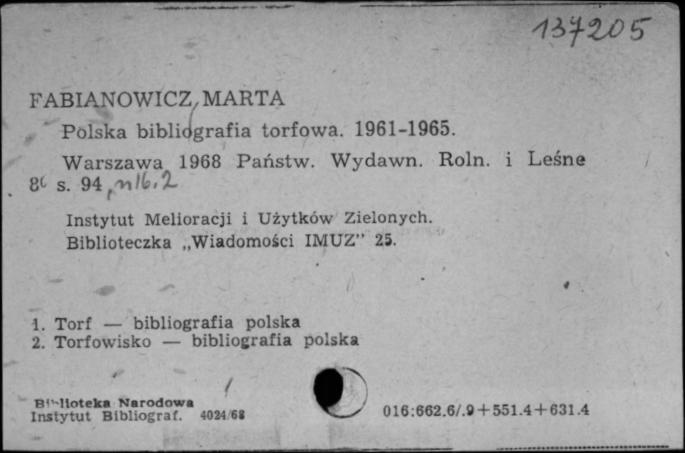 137205
FABIANOWICZ, MARTA
Polska bibliografia torfowa. 1961-1965.
Warszawa 1968 Państw. Wydawn. Roln. i Leśne
8° s. 94, nlb. 2
Instytut Melioracji i Użytków Zielonych.
Biblioteczka „Wiadomości IMUZ" 25.
1. Torf — bibliografia polska
2. Torfowisko — bibliografia polska
Biblioteka Narodowa
Instytut Bibliograf. 4024/68
016:662.6/.9+551.4+631.4